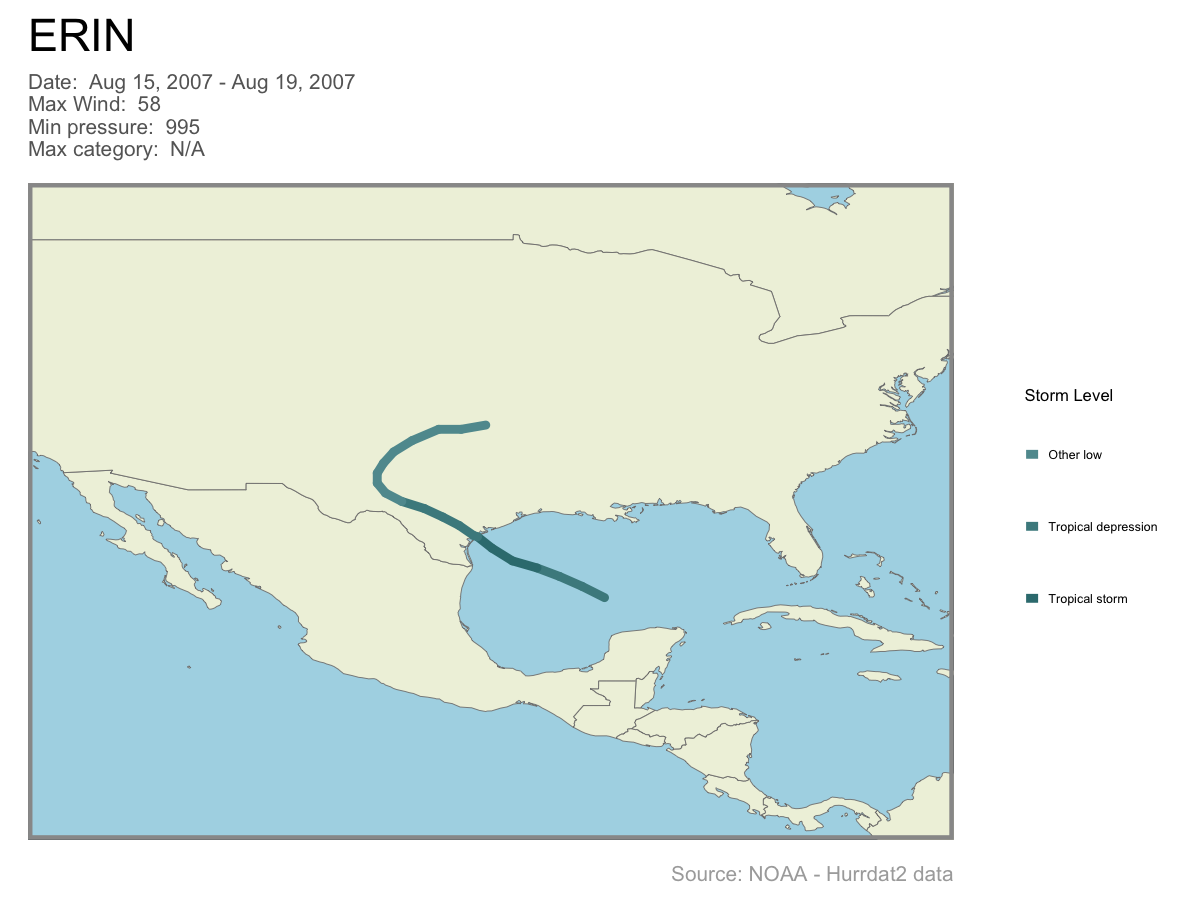 ERIN
Date:  Aug 15, 2007 - Aug 19, 2007
Max Wind:  58
Min pressure:  995
Max category:  N/A
Storm Level
Other low
Tropical depression
Tropical storm
Source: NOAA - Hurrdat2 data